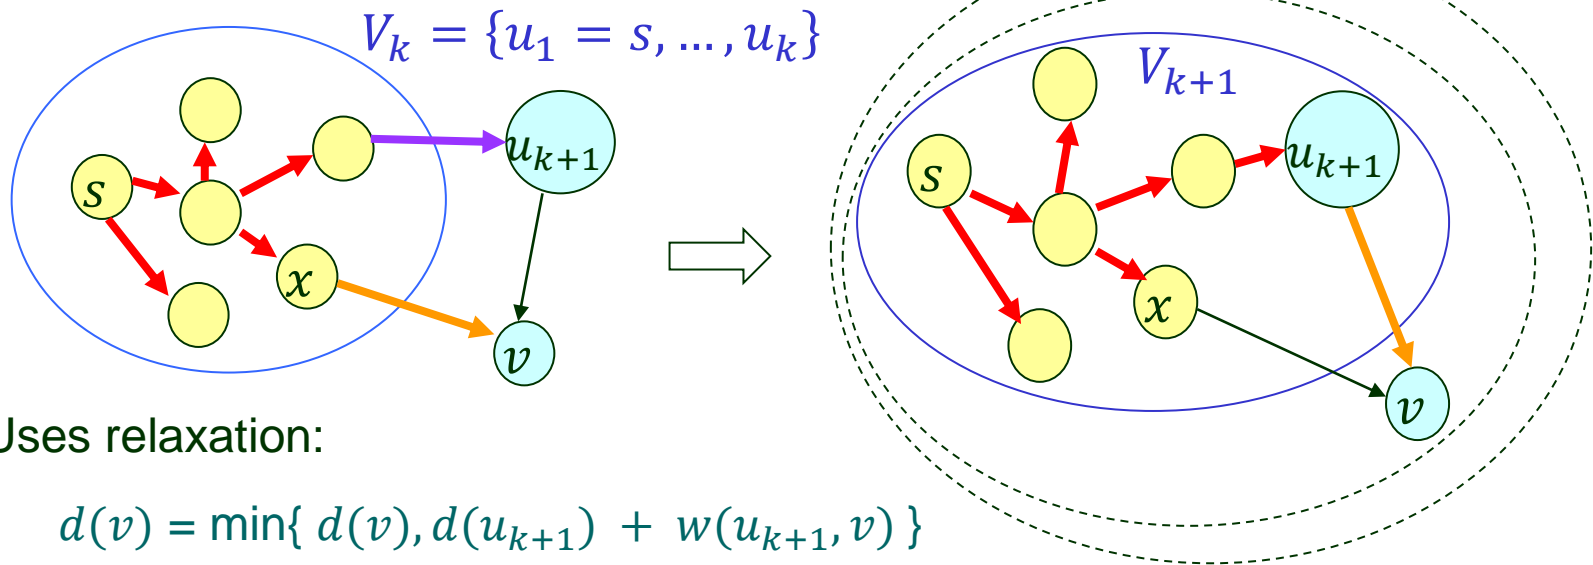 V_k = {u_1 = s, … , u_k}
s
x
u_{k+1}
v
V_{k+1}
s
x
u_{k+1}
v
Uses relaxation:
d(v) = min{ d(v), d(u_{k+1}) + w(u_{k+1}, v) }